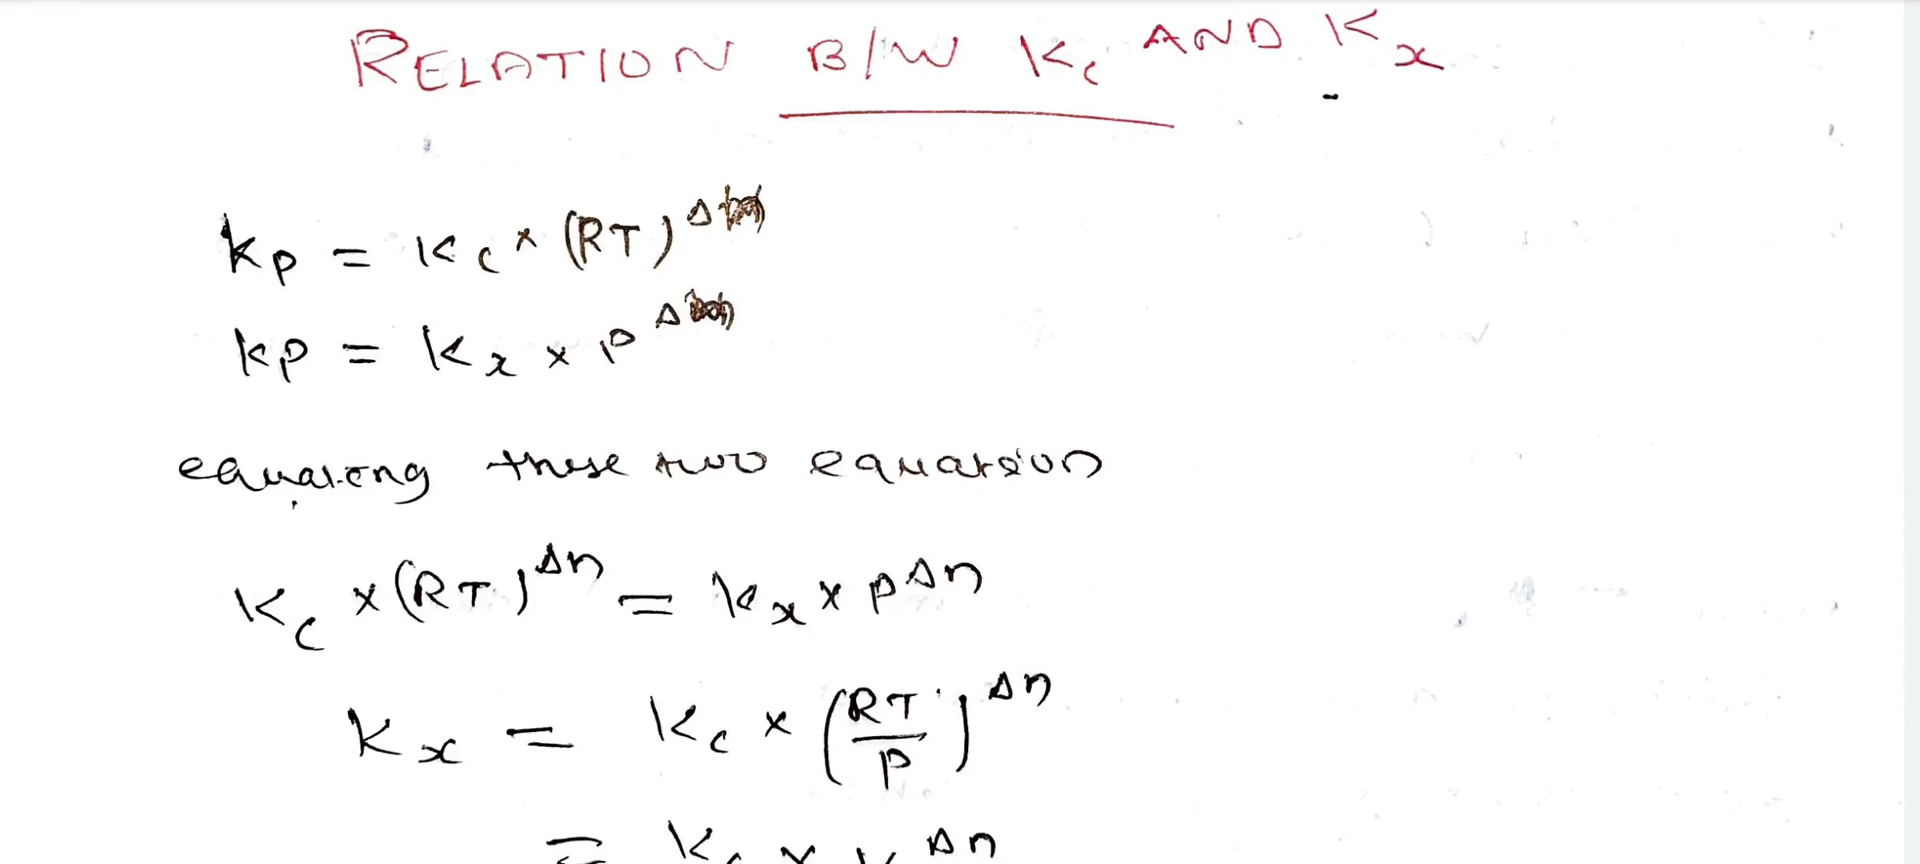 RELATION B/W Kc AND Kx
Kp = Kc × (RT)^Δ
Kp = Kx × P^Δ
equating these two equation
Kc × (RT)^Δn = Kx × P^Δn
Kx = Kc × (RT/P)^Δn
= Kc × V^Δn